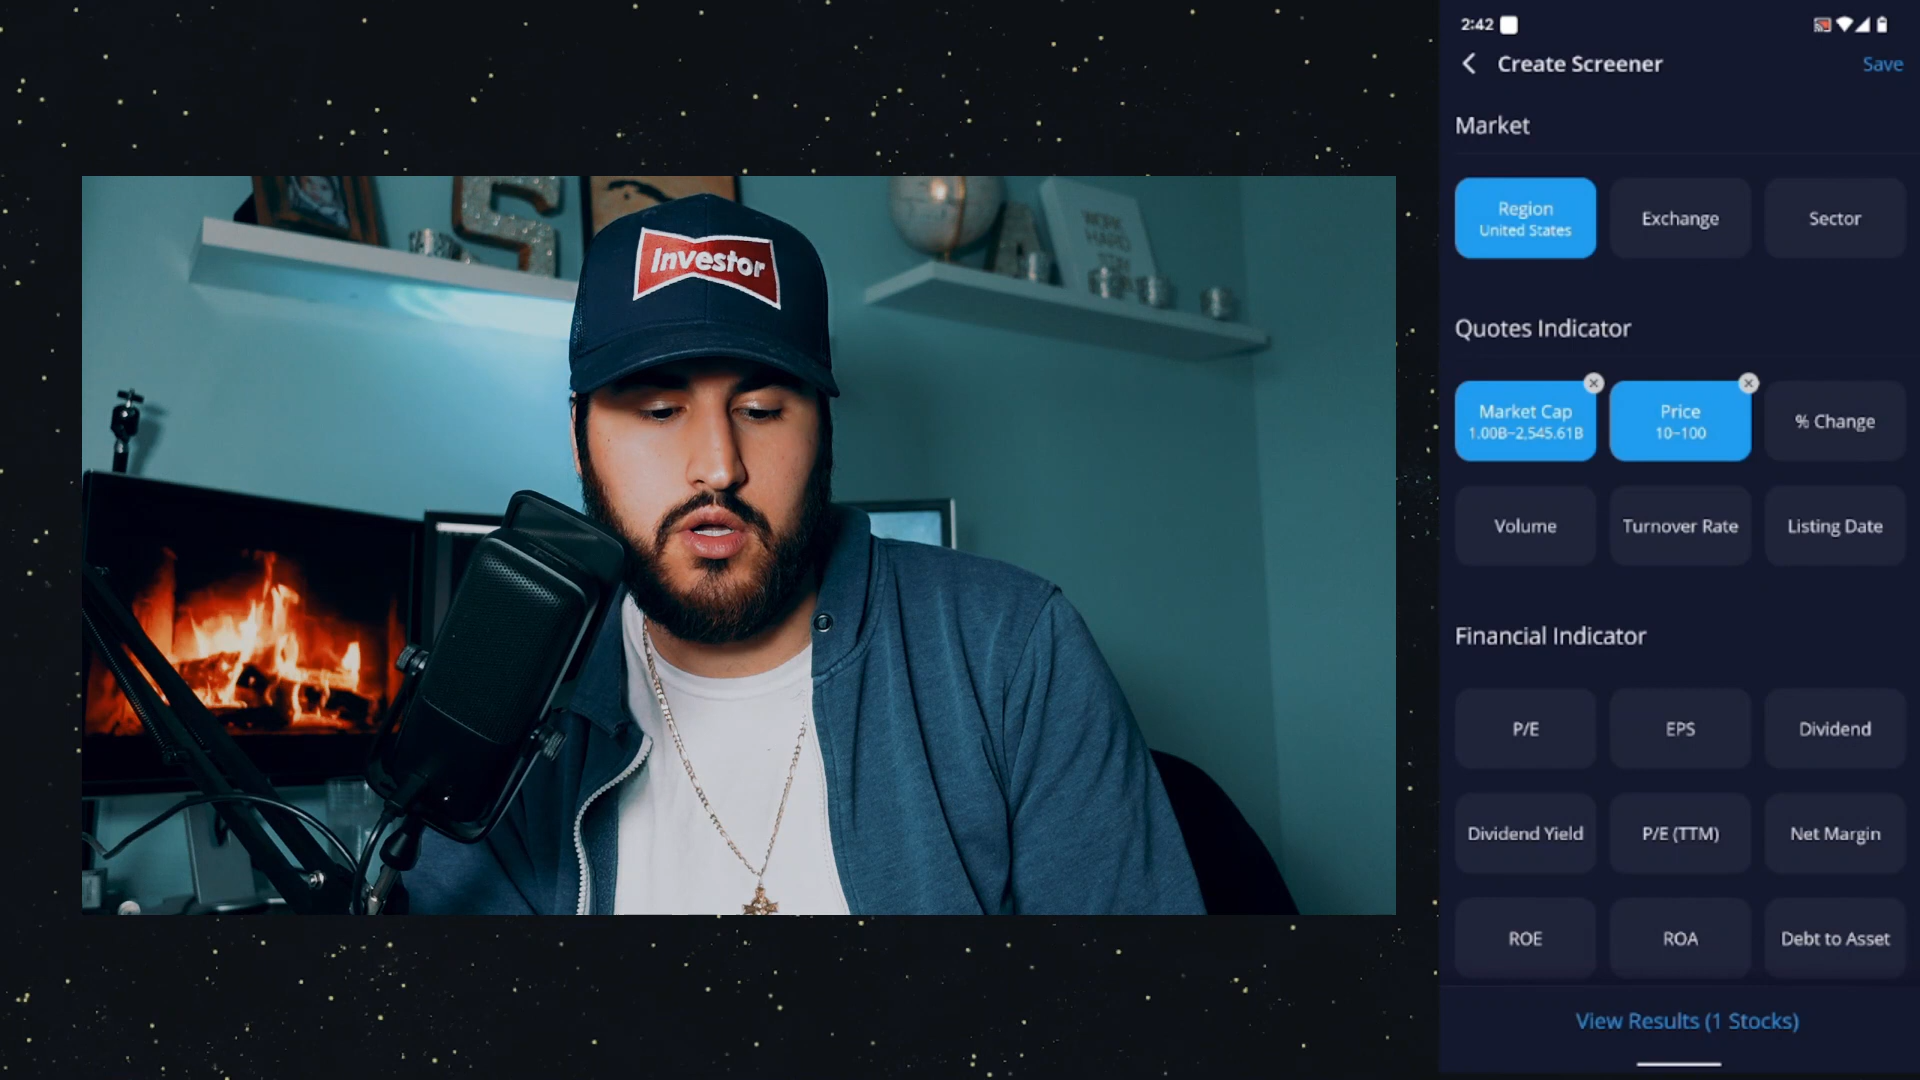 Investor
S
A
WORK
HARD
2:42
Create Screener
Save
Market
Region
United States
Exchange
Sector
Quotes Indicator
Market Cap
1.00B-2,545.61B
Price
10-100
% Change
Volume
Turnover Rate
Listing Date
Financial Indicator
P/E
EPS
Dividend
Dividend Yield
P/E (TTM)
Net Margin
ROE
ROA
Debt to Asset
View Results (1 Stocks)